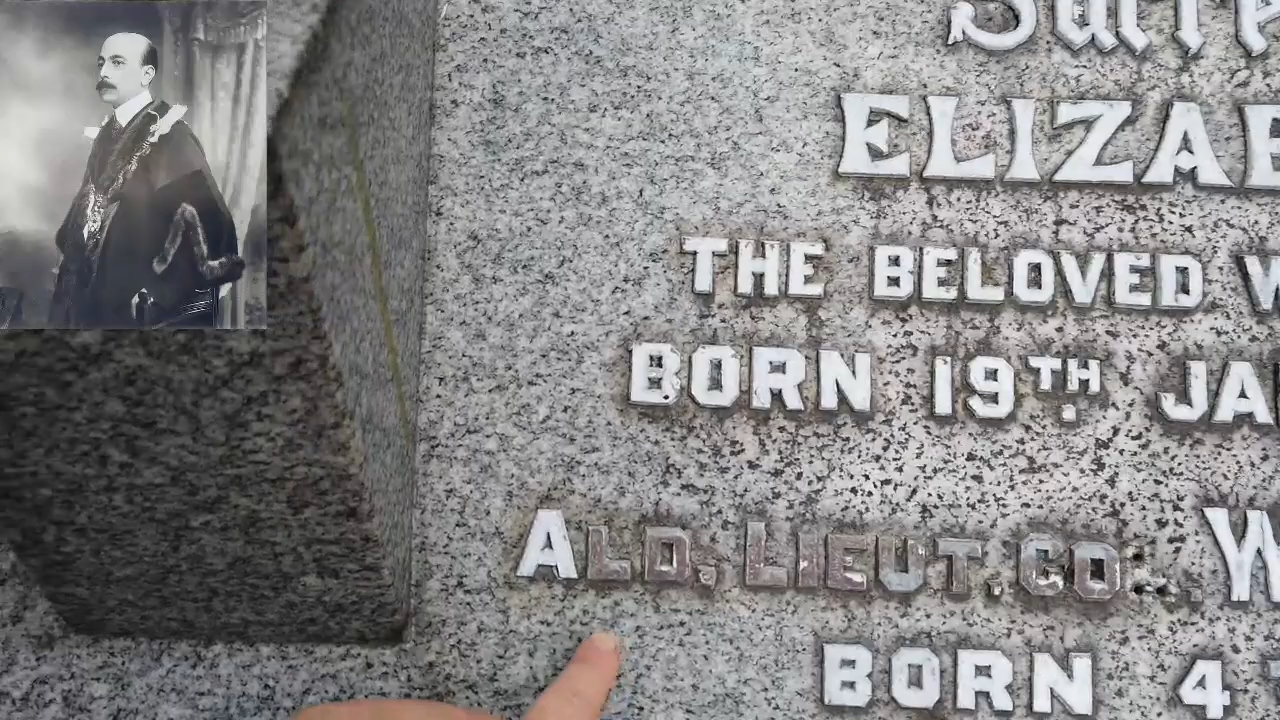 ELIZA
THE BELOVED
BORN 19TH JA
ALD. LIEUT. CO.
BORN 4